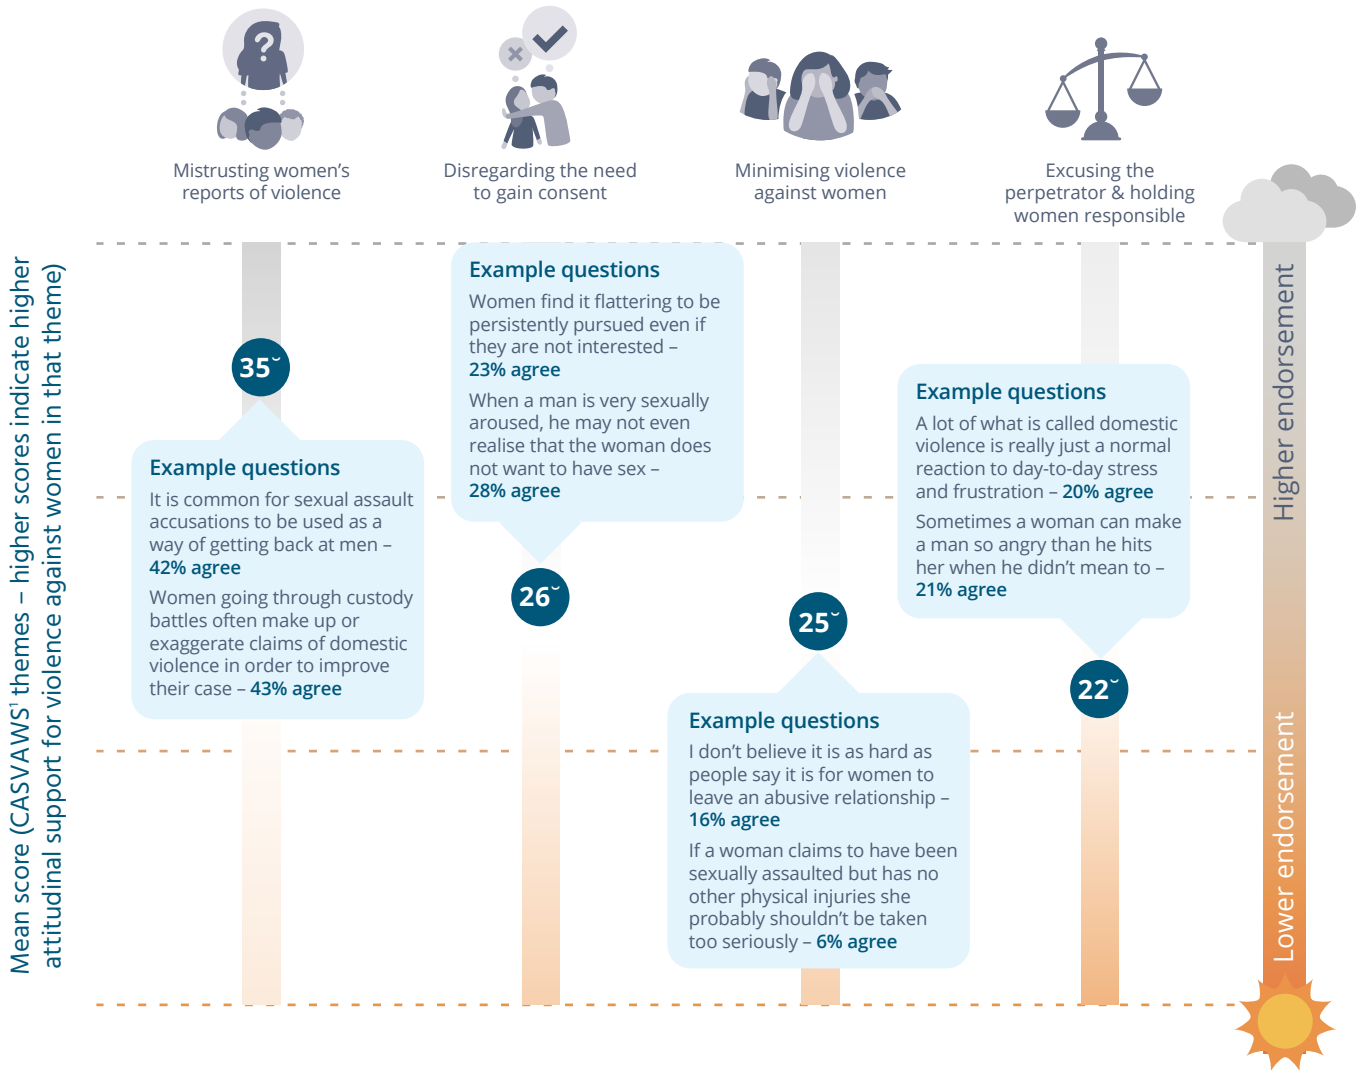 ?
Mistrusting women’s
reports of violence
Disregarding the need
to gain consent
Minimising violence
against women
Excusing the
perpetrator & holding
women responsible
Mean score (CASVAWS¹ themes – higher scores indicate higher
attitudinal support for violence against women in that theme)
35˘
Example questions
It is common for sexual assault
accusations to be used as a
way of getting back at men –
42% agree
Women going through custody
battles often make up or
exaggerate claims of domestic
violence in order to improve
their case – 43% agree
Example questions
Women find it flattering to be
persistently pursued even if
they are not interested –
23% agree
When a man is very sexually
aroused, he may not even
realise that the woman does
not want to have sex –
28% agree
26˘
25˘
Example questions
I don’t believe it is as hard as
people say it is for women to
leave an abusive relationship –
16% agree
If a woman claims to have been
sexually assaulted but has no
other physical injuries she
probably shouldn’t be taken
too seriously – 6% agree
Example questions
A lot of what is called domestic
violence is really just a normal
reaction to day-to-day stress
and frustration – 20% agree
Sometimes a woman can make
a man so angry than he hits
her when he didn’t mean to –
21% agree
22˘
Higher endorsement
Lower endorsement